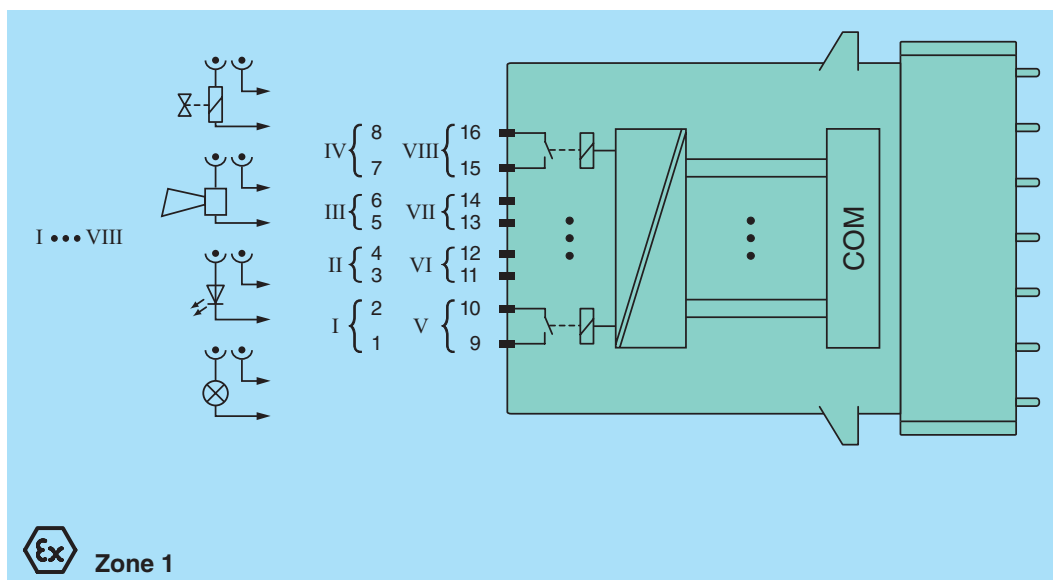 8 16
IV VIII
7 15
6 14
III VII
5 13
I ••• VIII
4 12
II VI
3 11
2 10
I V
1 9
COM
Ex Zone 1